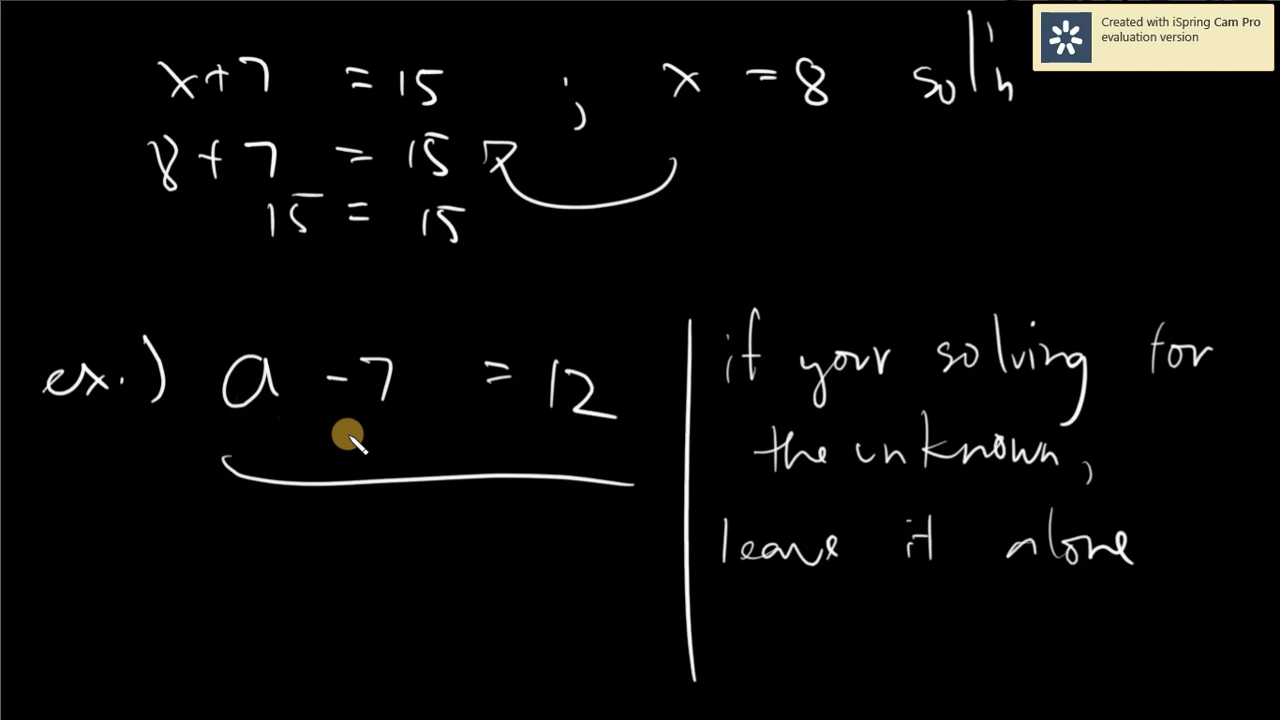 Created with iSpring Cam Pro
evaluation version
x+7 = 15 ; x = 8 sol'n
8 + 7 = 15
15 = 15
ex.) a - 7 = 12
if your solving for
the unknown,
leave it alone